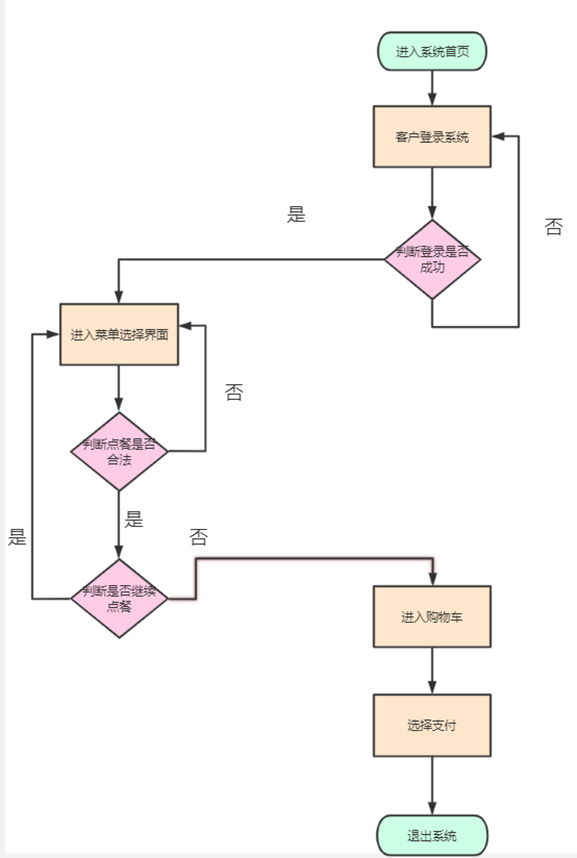 进入系统首页
客户登录系统
是
否
判断登录是否
成功
进入菜单选择界面
否
判断点餐是否
合法
是
是
否
判断是否继续
点餐
进入购物车
选择支付
退出系统